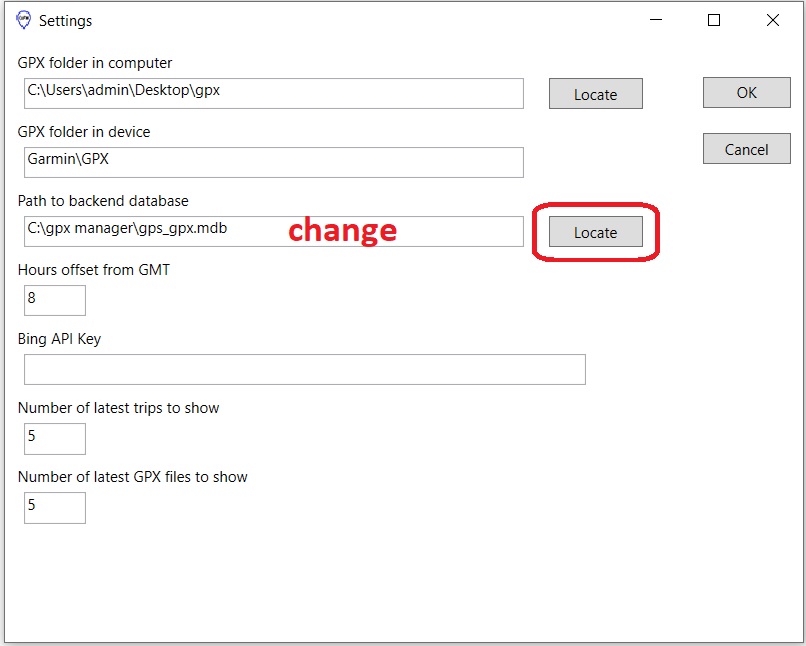 Settings
GPX folder in computer
C:\Users\admin\Desktop\gpx
Locate
OK
GPX folder in device
Garmin\GPX
Cancel
Path to backend database
C:\gpx manager\gps_gpx.mdb
change
Locate
Hours offset from GMT
8
Bing API Key
Number of latest trips to show
5
Number of latest GPX files to show
5